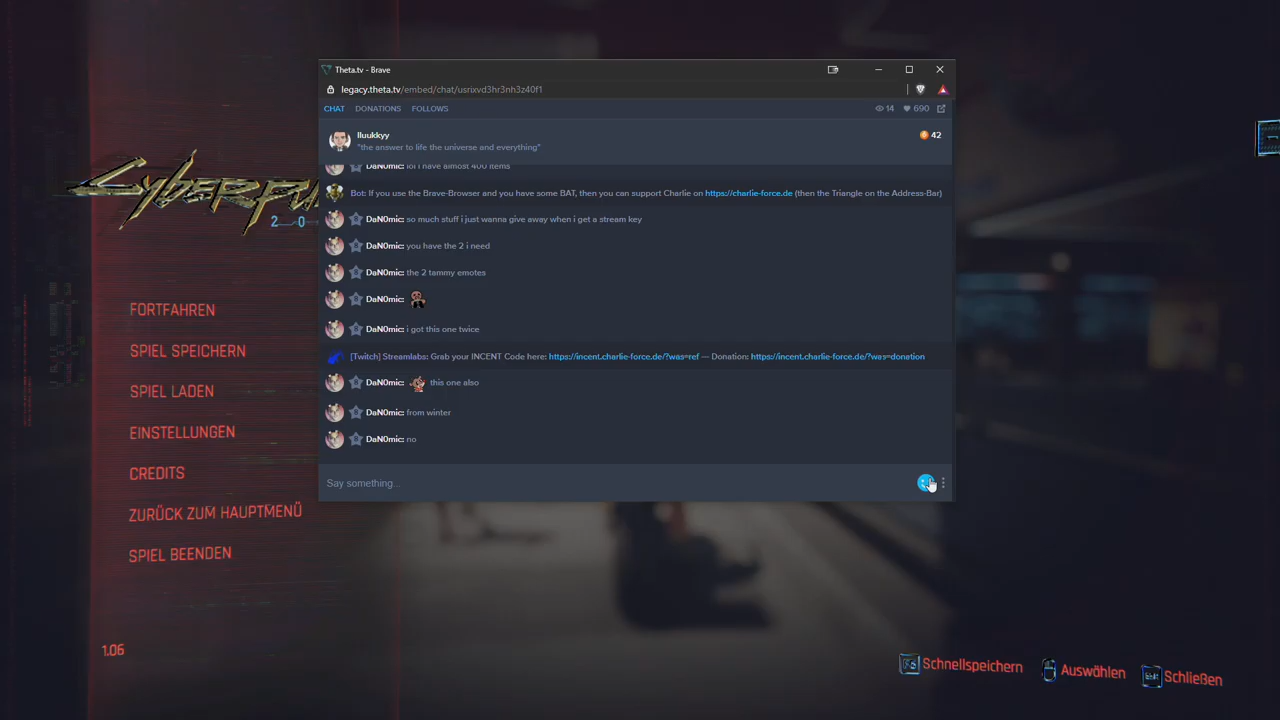 Theta.tv - Brave
legacy.theta.tv/embed/chat/usrixvd3hr3nh3z40f1
CHAT DONATIONS FOLLOWS 14 690
lluukkyy
"the answer to life the universe and everything"
42
DaN0mic: lol i have almost 400 items
Bot: If you use the Brave-Browser and you have some BAT, then you can support Charlie on https://charlie-force.de (then the Triangle on the Address-Bar)
DaN0mic: so much stuff i just wanna give away when i get a stream key
DaN0mic: you have the 2 i need
DaN0mic: the 2 tammy emotes
DaN0mic:
DaN0mic: i got this one twice
[Twitch] Streamlabs: Grab your INCENT Code here: https://incent.charlie-force.de/?was=ref — Donation: https://incent.charlie-force.de/?was=donation
DaN0mic: this one also
DaN0mic: from winter
DaN0mic: no
Say something...
CYBERPU
2 0
FORTFAHREN
SPIEL SPEICHERN
SPIEL LADEN
EINSTELLUNGEN
CREDITS
ZURÜCK ZUM HAUPTMENÜ
SPIEL BEENDEN
1.06
F5 Schnellspeichern
Auswählen
Schließen